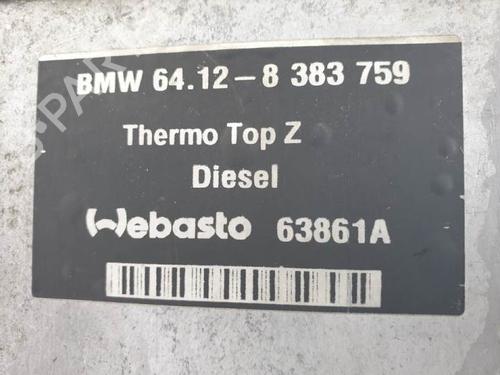 BMW 64.12-8 383 759
Thermo Top Z
Diesel
Webasto 63861A